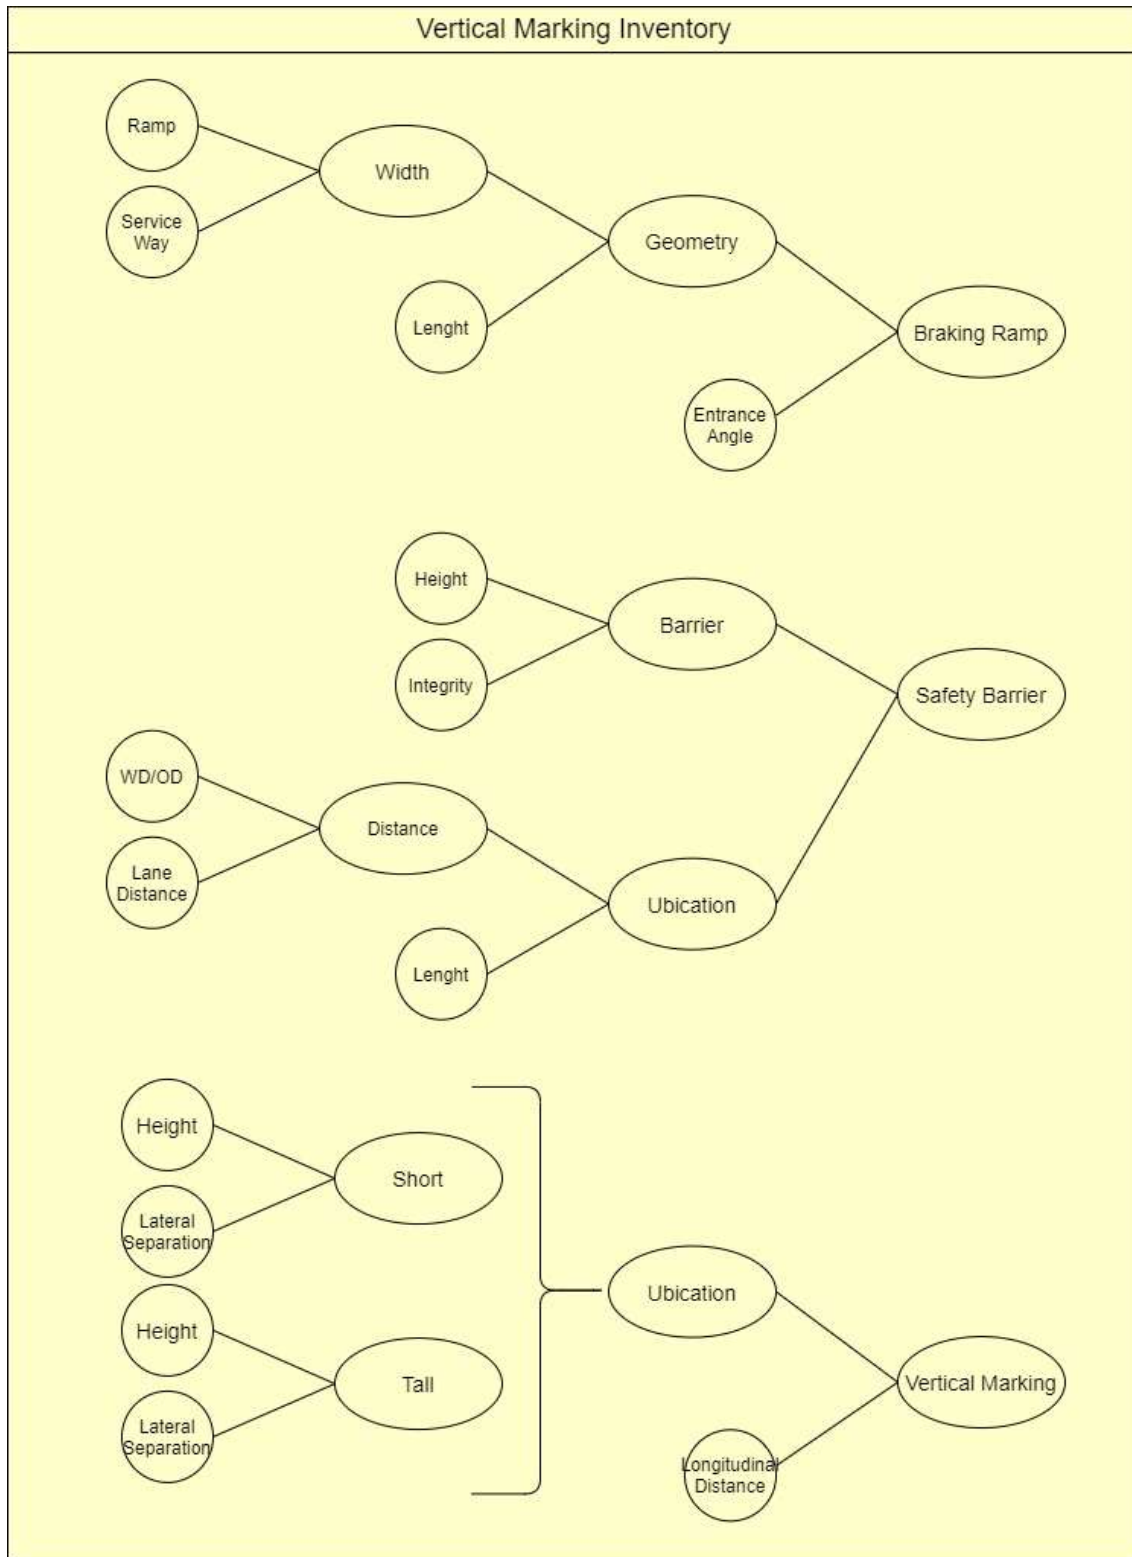 Vertical Marking Inventory
Ramp
Width
Service
Way
Geometry
Lenght
Braking Ramp
Entrance
Angle
Height
Barrier
Integrity
Safety Barrier
WD/OD
Distance
Lane
Distance
Ubication
Lenght
Height
Short
Lateral
Separation
Height
Tall
Lateral
Separation
Ubication
Vertical Marking
Longitudinal
Distance